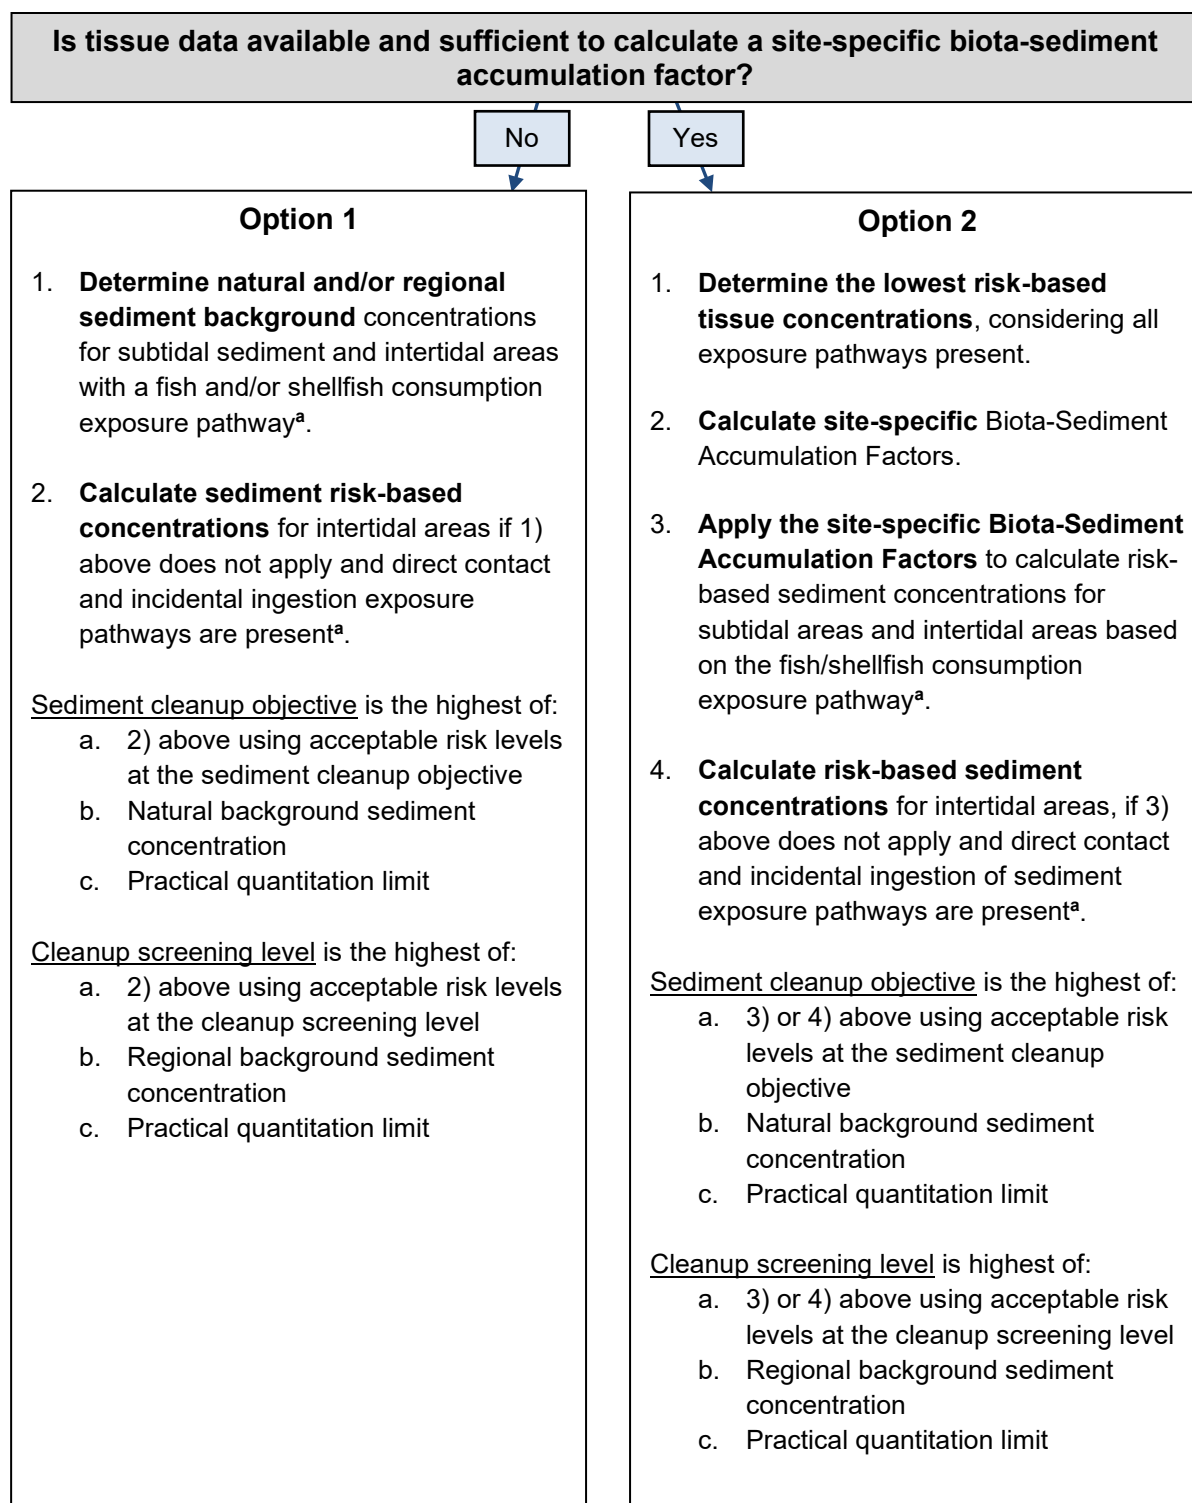 Is tissue data available and sufficient to calculate a site-specific biota-sediment
accumulation factor?
No
Yes
Option 1
1. Determine natural and/or regional
sediment background concentrations
for subtidal sediment and intertidal areas
with a fish and/or shellfish consumption
exposure pathwayᵃ.
2. Calculate sediment risk-based
concentrations for intertidal areas if 1)
above does not apply and direct contact
and incidental ingestion exposure
pathways are presentᵃ.
Sediment cleanup objective is the highest of:
a. 2) above using acceptable risk levels
at the sediment cleanup objective
b. Natural background sediment
concentration
c. Practical quantitation limit
Cleanup screening level is the highest of:
a. 2) above using acceptable risk levels
at the cleanup screening level
b. Regional background sediment
concentration
c. Practical quantitation limit
Option 2
1. Determine the lowest risk-based
tissue concentrations, considering all
exposure pathways present.
2. Calculate site-specific Biota-Sediment
Accumulation Factors.
3. Apply the site-specific Biota-Sediment
Accumulation Factors to calculate risk-
based sediment concentrations for
subtidal areas and intertidal areas based
on the fish/shellfish consumption
exposure pathwayᵃ.
4. Calculate risk-based sediment
concentrations for intertidal areas, if 3)
above does not apply and direct contact
and incidental ingestion of sediment
exposure pathways are presentᵃ.
Sediment cleanup objective is the highest of:
a. 3) or 4) above using acceptable risk
levels at the sediment cleanup
objective
b. Natural background sediment
concentration
c. Practical quantitation limit
Cleanup screening level is highest of:
a. 3) or 4) above using acceptable risk
levels at the cleanup screening level
b. Regional background sediment
concentration
c. Practical quantitation limit